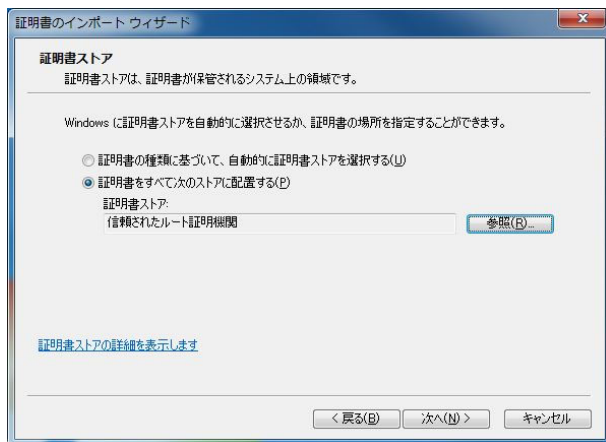 証明書のインポート ウィザード
証明書ストア
証明書ストアは、証明書が保管されるシステム上の領域です。
Windows に証明書ストアを自動的に選択させるか、証明書の場所を指定することができます。
証明書の種類に基づいて、自動的に証明書ストアを選択する(U)
証明書をすべて次のストアに配置する(P)
証明書ストア:
信頼されたルート証明機関
参照(R)...
証明書ストアの詳細を表示します
< 戻る(B)
次へ(N) >
キャンセル